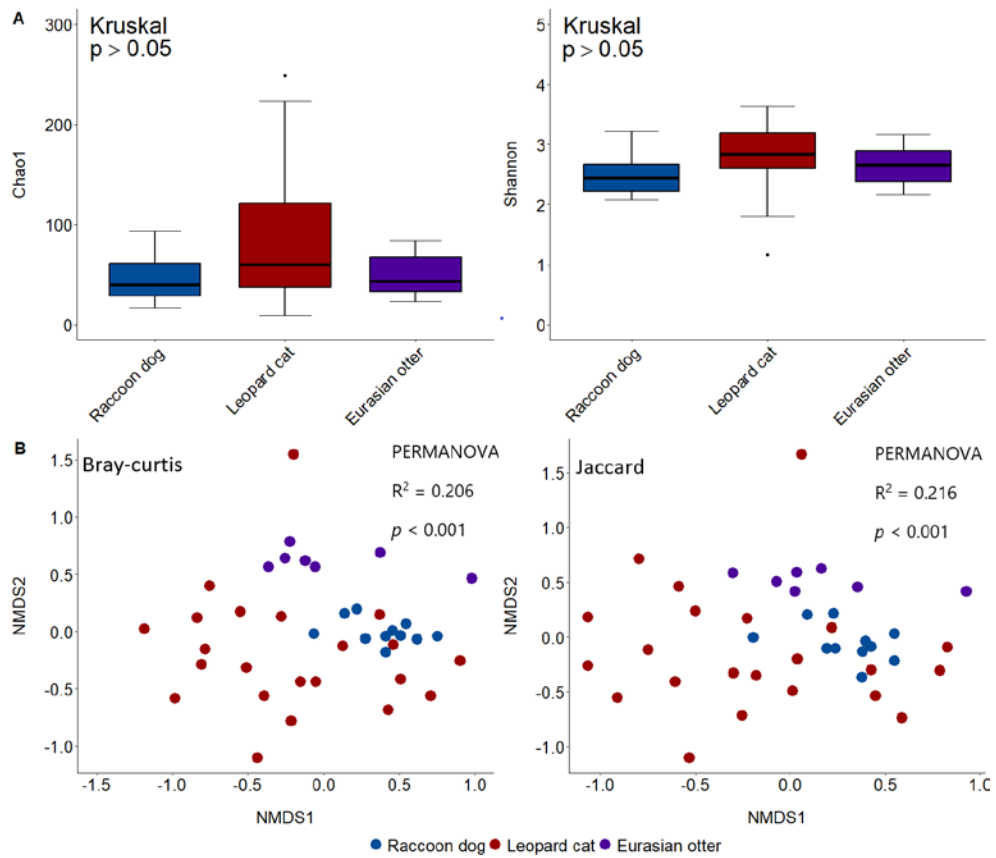 A
Kruskal
p > 0.05
300
200
100
0
Chao1
Raccoon dog
Leopard cat
Eurasian otter
Kruskal
p > 0.05
5
4
3
2
1
0
Shannon
Raccoon dog
Leopard cat
Eurasian otter
B
Bray-curtis
PERMANOVA
R² = 0.206
p < 0.001
1.5
1.0
0.5
0.0
-0.5
-1.0
NMDS2
-1.5 -1.0 -0.5 0.0 0.5 1.0
NMDS1
Jaccard
PERMANOVA
R² = 0.216
p < 0.001
1.5
1.0
0.5
0.0
-0.5
-1.0
NMDS2
-1.0 -0.5 0.0 0.5 1.0
NMDS1
Raccoon dog Leopard cat Eurasian otter